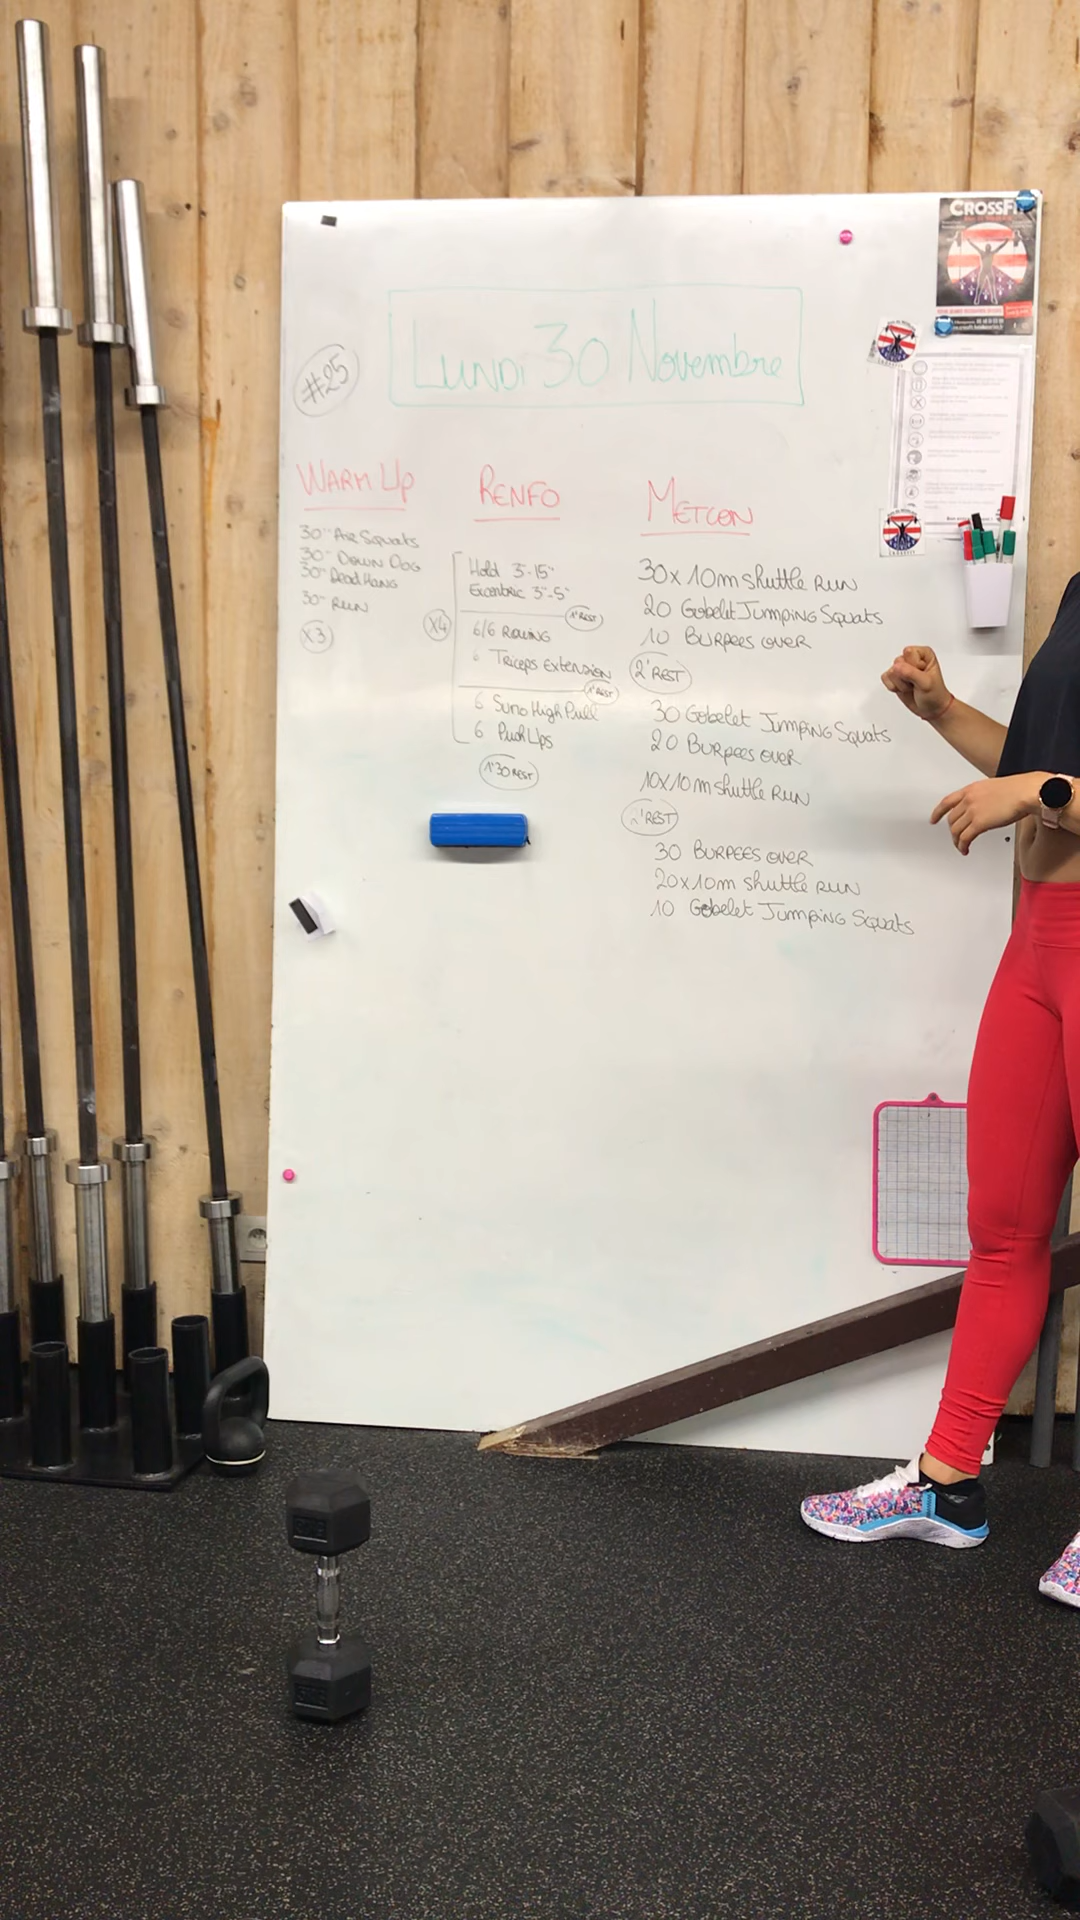 CROSSFIT
LUNDI 30 Novembre
#25
WARM Up
30" Air Squats
30" Down Dog
30" Dead Hang
30" Run
X3
RENFO
X4
Hold 3"-15"
Excentric 3"-5"
1' REST
6/6 Rowing
6 Triceps Extension
1' REST
6 Sumo High Pull
6 Push Ups
1'30 REST
METCON
30x10m shuttle RUN
20 Gobelet Jumping Squats
10 Burpees over
2' REST
30 Gobelet Jumping Squats
20 Burpees over
10x10m shuttle RUN
2' REST
30 Burpees over
20x10m shuttle RUN
10 Gobelet Jumping Squats